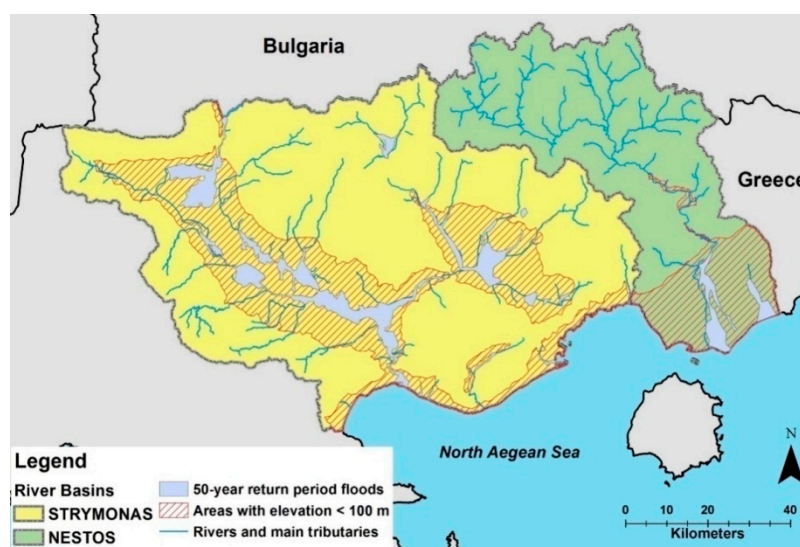 Bulgaria
Greece
North Aegean Sea
N
0 10 20 40
Kilometers
Legend
River Basins
STRYMONAS
NESTOS
50-year return period floods
Areas with elevation < 100 m
Rivers and main tributaries